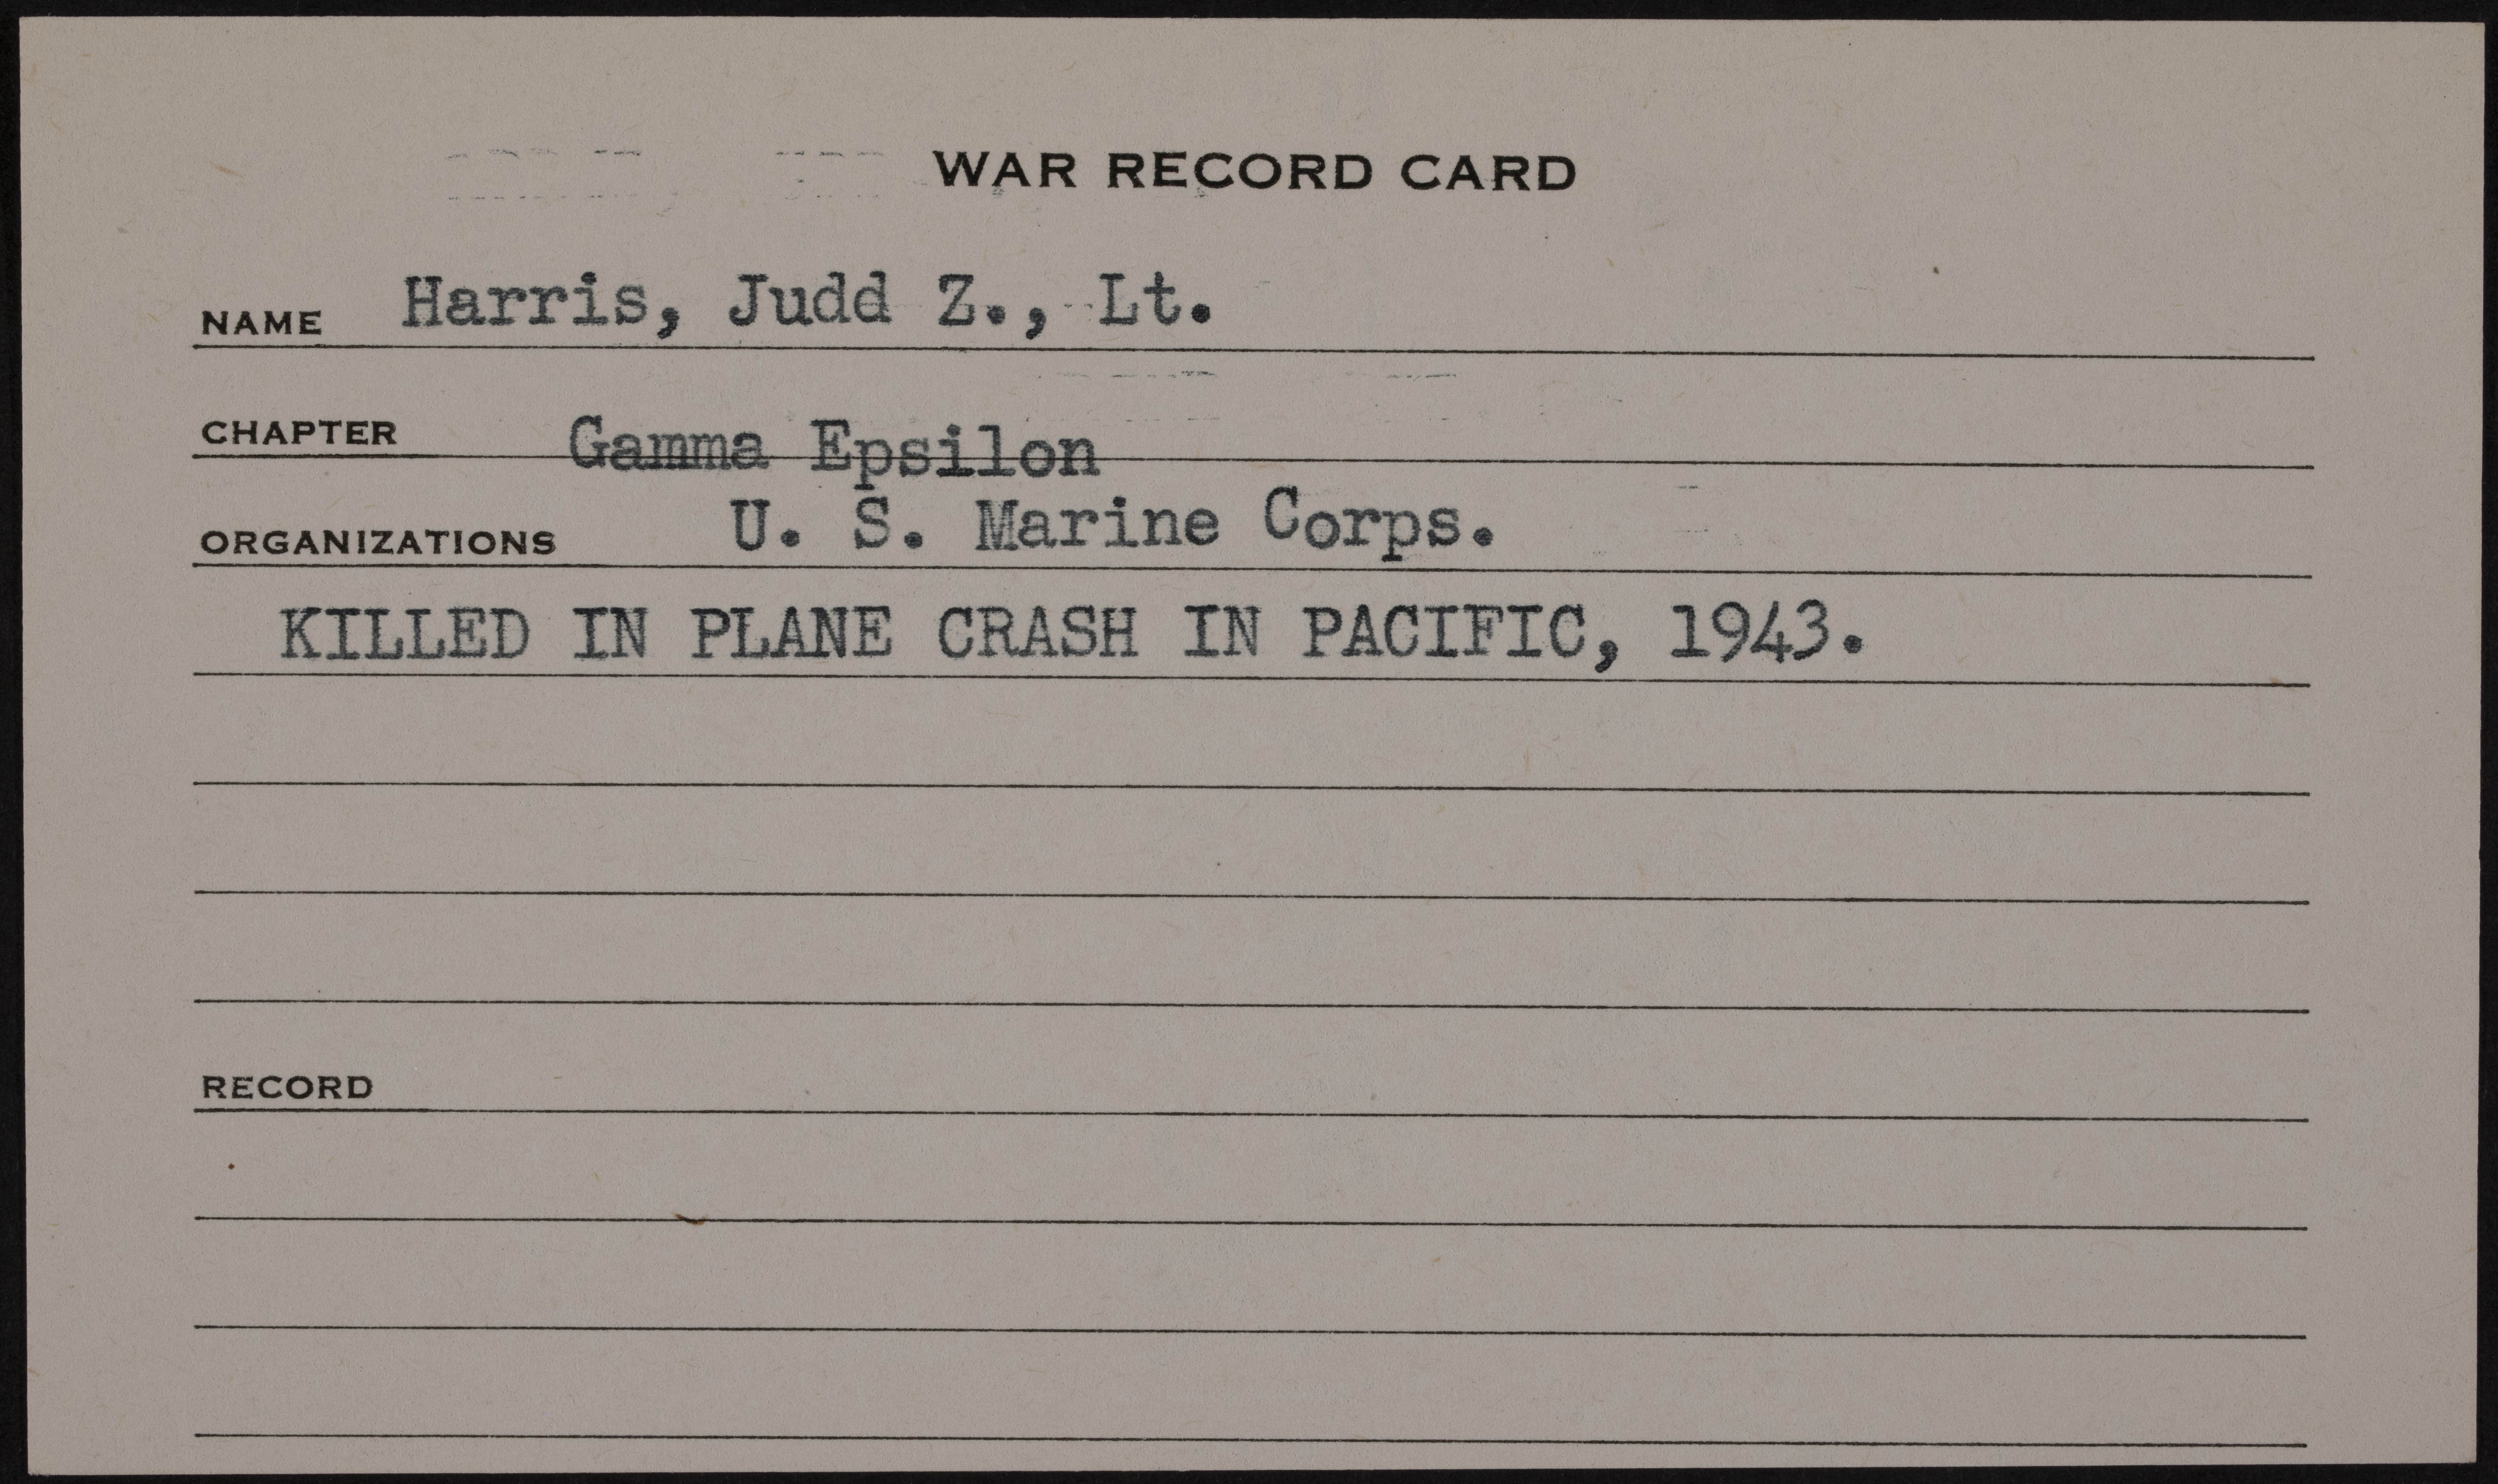 WAR RECORD CARD
NAME Harris, Judd Z., Lt.
CHAPTER Gamma Epsilon
ORGANIZATIONS U. S. Marine Corps.
KILLED IN PLANE CRASH IN PACIFIC, 1943.
RECORD